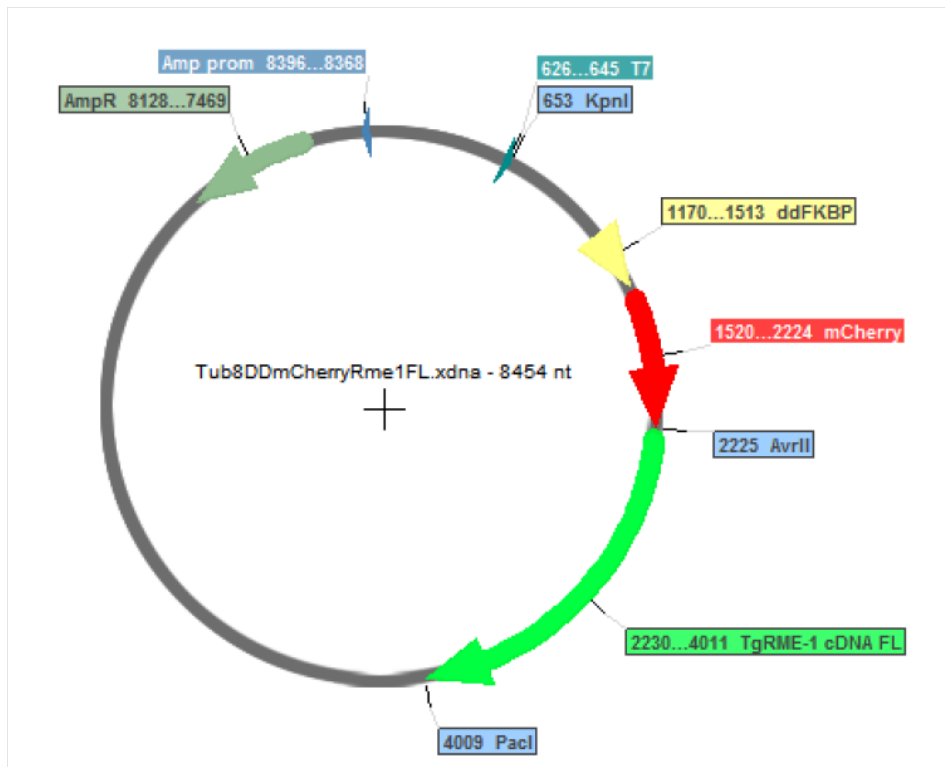 Amp prom 8396...8368
626...645 T7
AmpR 8128...7469
653 KpnI
1170...1513 ddFKBP
1520...2224 mCherry
Tub8DDmCherryRme1FL.xdna - 8454 nt
2225 AvrII
2230...4011 TgRME-1 cDNA FL
4009 PacI